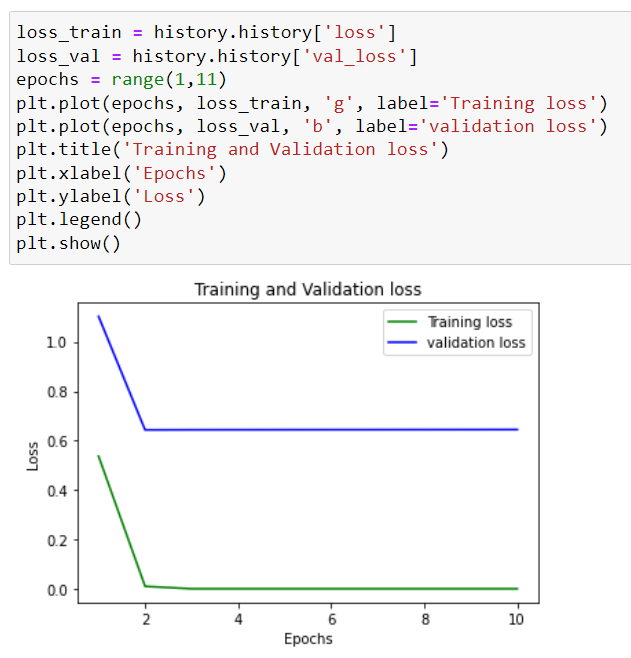 loss_train = history.history['loss']
loss_val = history.history['val_loss']
epochs = range(1,11)
plt.plot(epochs, loss_train, 'g', label='Training loss')
plt.plot(epochs, loss_val, 'b', label='validation loss')
plt.title('Training and Validation loss')
plt.xlabel('Epochs')
plt.ylabel('Loss')
plt.legend()
plt.show()
Training and Validation loss
Training loss
validation loss
1.0
0.8
0.6
0.4
0.2
0.0
Loss
2 4 6 8 10
Epochs